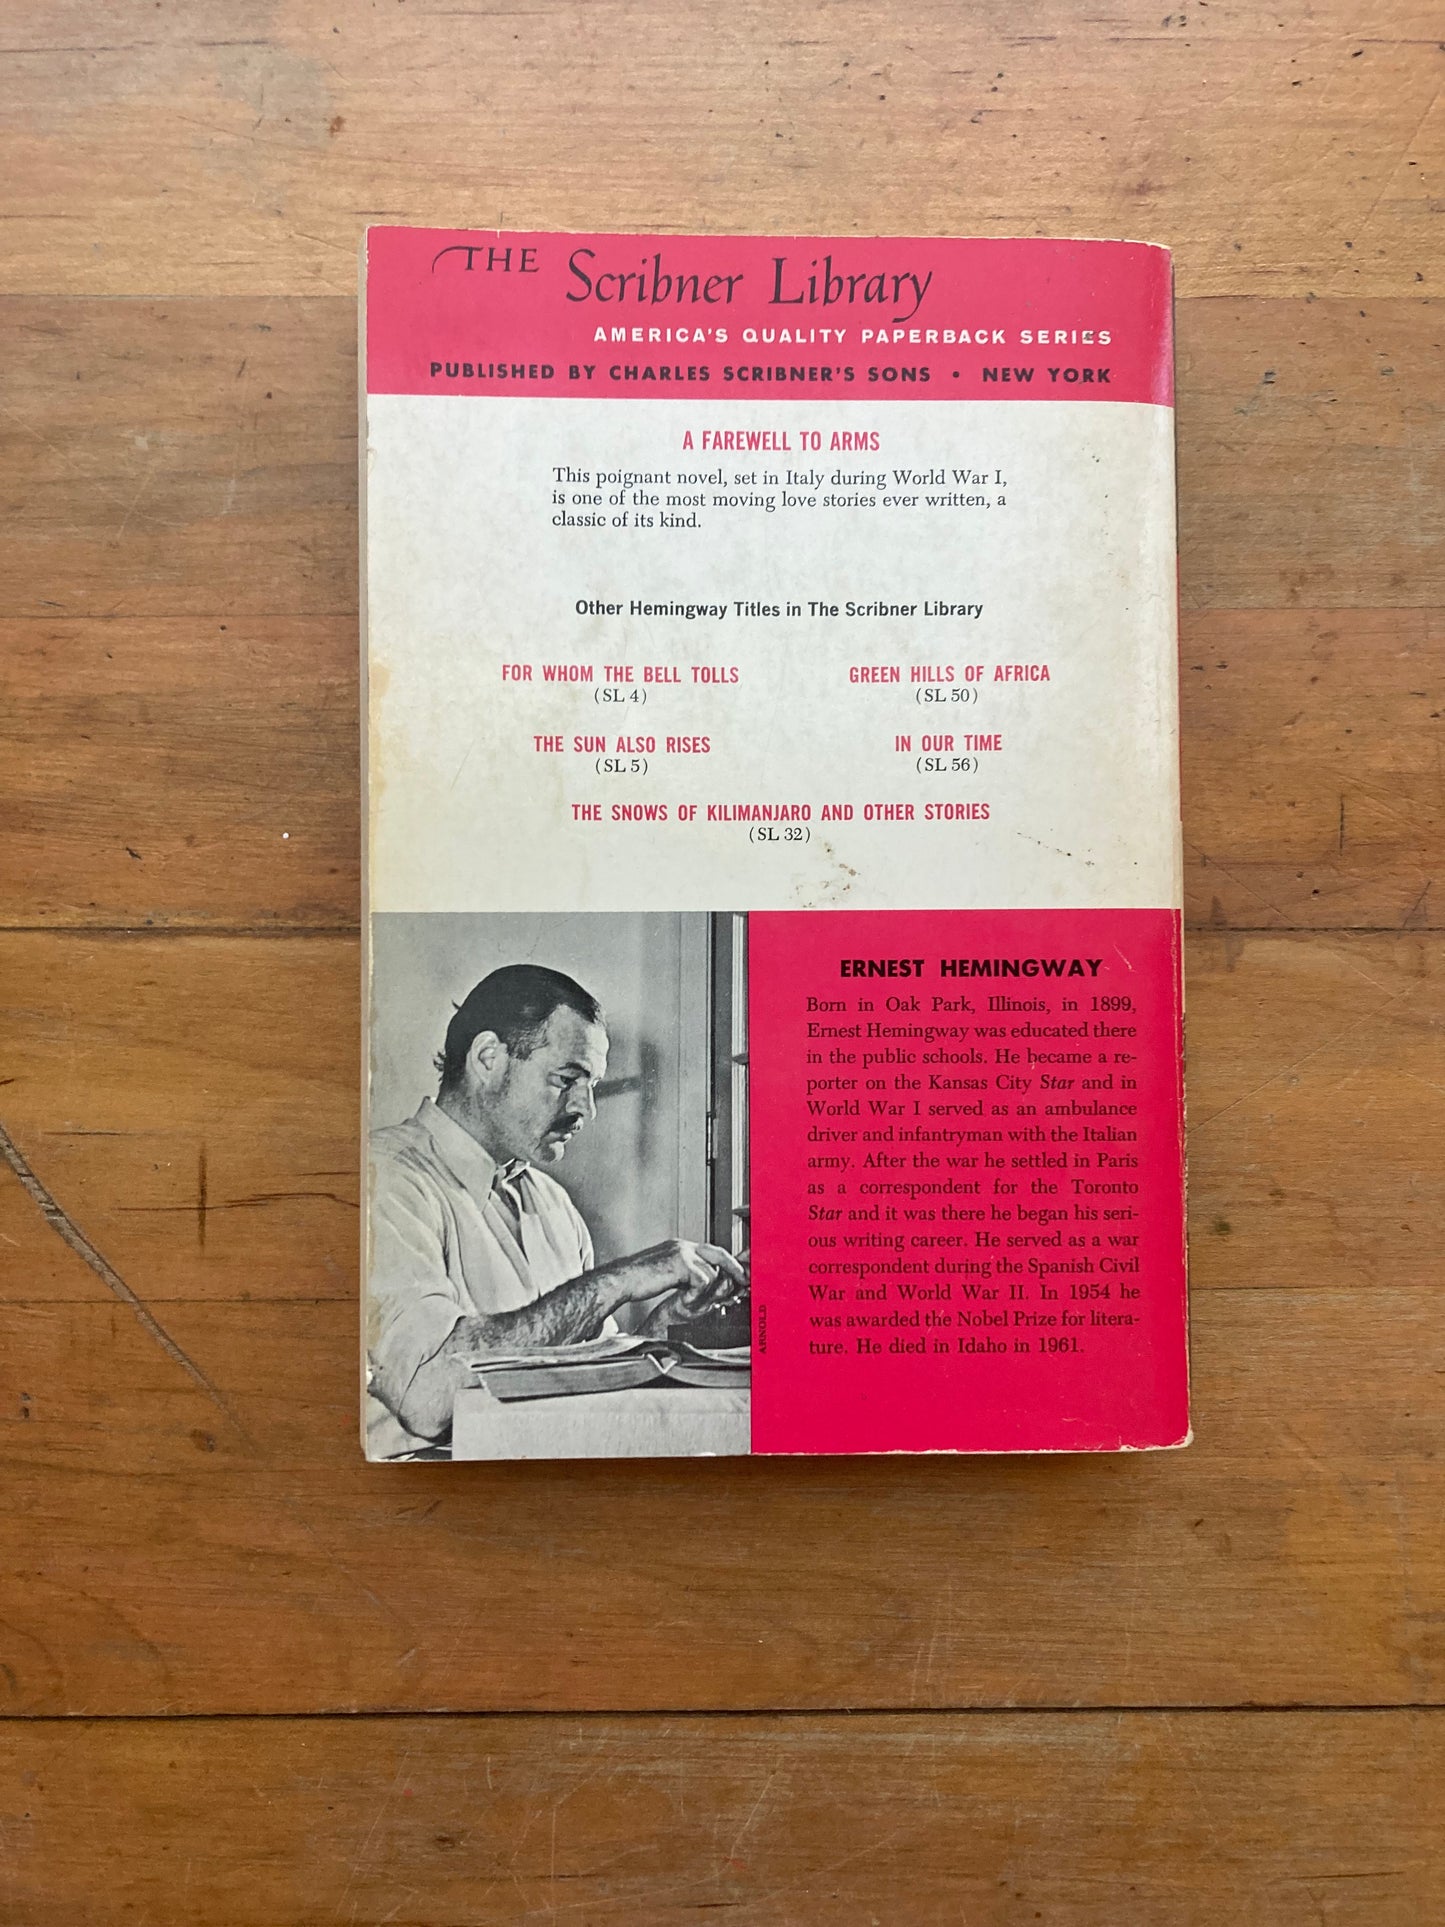 THE Scribner Library
AMERICA'S QUALITY PAPERBACK SERIES
PUBLISHED BY CHARLES SCRIBNER'S SONS • NEW YORK
A FAREWELL TO ARMS
This poignant novel, set in Italy during World War I,
is one of the most moving love stories ever written, a
classic of its kind.
Other Hemingway Titles in The Scribner Library
FOR WHOM THE BELL TOLLS
(SL 4)
GREEN HILLS OF AFRICA
(SL 50)
THE SUN ALSO RISES
(SL 5)
IN OUR TIME
(SL 56)
THE SNOWS OF KILIMANJARO AND OTHER STORIES
(SL 32)
ARNOLD
ERNEST HEMINGWAY
Born in Oak Park, Illinois, in 1899,
Ernest Hemingway was educated there
in the public schools. He became a re-
porter on the Kansas City Star and in
World War I served as an ambulance
driver and infantryman with the Italian
army. After the war he settled in Paris
as a correspondent for the Toronto
Star and it was there he began his seri-
ous writing career. He served as a war
correspondent during the Spanish Civil
War and World War II. In 1954 he
was awarded the Nobel Prize for litera-
ture. He died in Idaho in 1961.